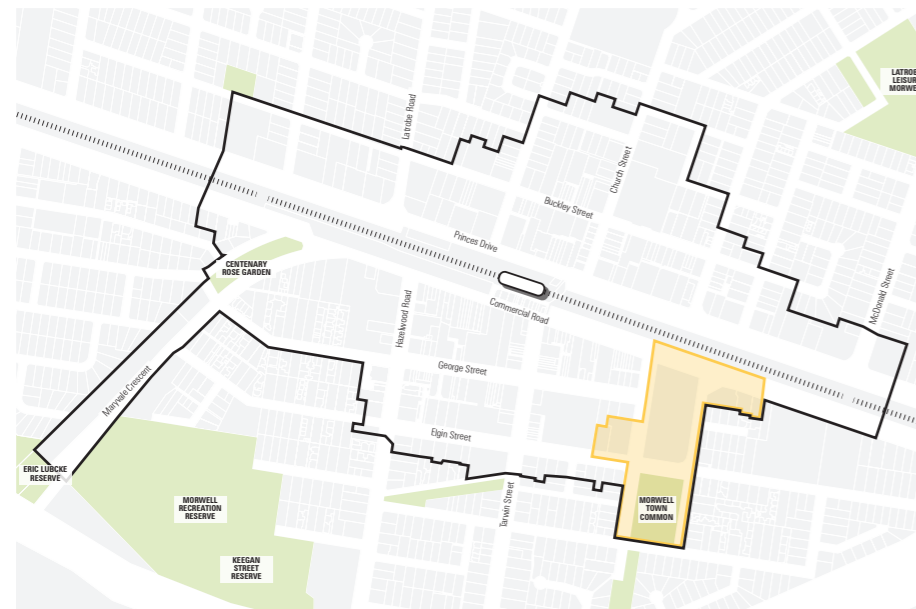 LATROBE
LEISURE
MORWELL
Latrobe Road
Church Street
Buckley Street
Princes Drive
CENTENARY
ROSE GARDEN
McDonald Street
Commercial Road
Hazelwood Road
George Street
Maryvale Crescent
Elgin Street
ERIC LUBCKE
RESERVE
Tarwin Street
MORWELL
RECREATION
RESERVE
MORWELL
TOWN
COMMON
KEEGAN
STREET
RESERVE